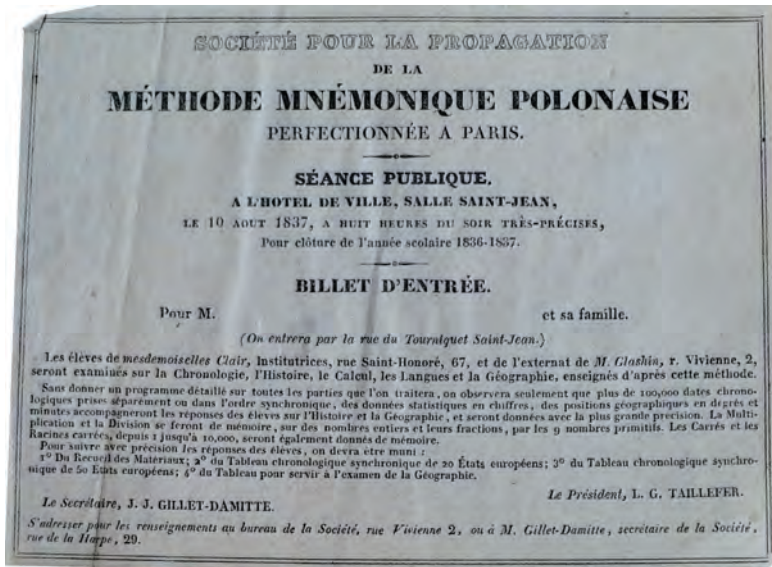 SOCIÉTÉ POUR LA PROPAGATION
DE LA
MÉTHODE MNÉMONIQUE POLONAISE
PERFECTIONNÉE A PARIS.
SÉANCE PUBLIQUE.
A L'HOTEL DE VILLE, SALLE SAINT-JEAN,
LE 10 AOUT 1837, A HUIT HEURES DU SOIR TRÈS-PRÉCISES,
Pour clôture de l'année scolaire 1836-1837.
BILLET D'ENTRÉE.
Pour M. et sa famille.
(On entrera par la rue du Tourniquet Saint-Jean.)
Les élèves de mesdemoiselles Clair, Institutrices, rue Saint-Honoré, 67, et de l'externat de M. Glashin, r. Vivienne, 2,
seront examinés sur la Chronologie, l'Histoire, le Calcul, les Langues et la Géographie, enseignés d'après cette méthode.
Sans donner un programme détaillé sur toutes les parties que l'on traitera, on observera seulement que plus de 100,000 dates chrono-
logiques prises séparément ou dans l'ordre synchronique, des données statistiques en chiffres, des positions géographiques en degrés et
minutes accompagneront les réponses des élèves sur l'Histoire et la Géographie, et seront données avec la plus grande précision. La Multi-
plication et la Division se feront de mémoire, sur des nombres entiers et leurs fractions, par les 9 nombres primitifs. Les Carrés et les
Racines carrées, depuis 1 jusqu'à 10,000, seront également donnés de mémoire.
Pour suivre avec précision les réponses des élèves, on devra être muni :
1º Du Recueil des Matériaux; 2º du Tableau chronologique synchronique de 20 États européens; 3º du Tableau chronologique synchro-
nique de 50 États européens; 4º du Tableau pour servir à l'examen de la Géographie.
Le Président, L. G. TAILLEFER.
Le Secrétaire, J. J. GILLET-DAMITTE.
S'adresser pour les renseignements au bureau de la Société, rue Vivienne 2, ou à M. Gillet-Damitte, secrétaire de la Société,
rue de la Harpe, 29.